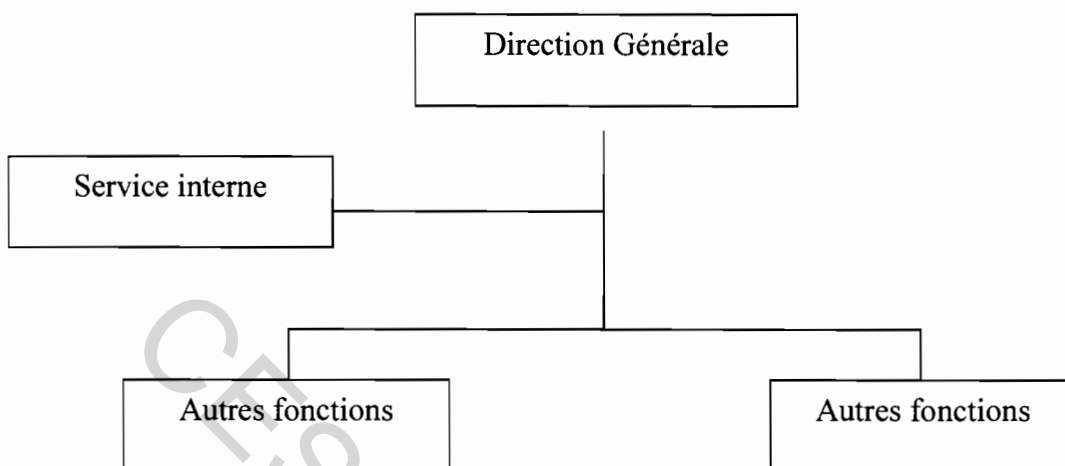 Direction Générale
Service interne
Autres fonctions
Autres fonctions